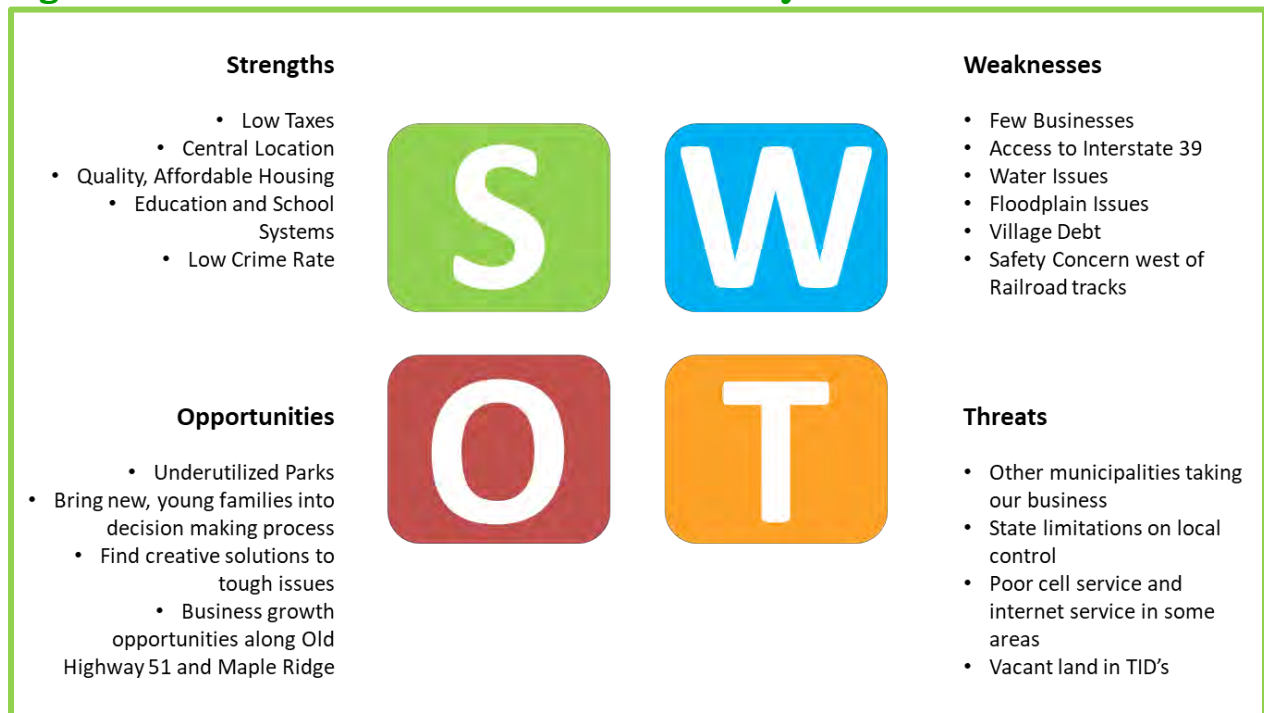 Strengths
• Low Taxes
• Central Location
• Quality, Affordable Housing
• Education and School
Systems
• Low Crime Rate
S
W
Weaknesses
• Few Businesses
• Access to Interstate 39
• Water Issues
• Floodplain Issues
• Village Debt
• Safety Concern west of
Railroad tracks
Opportunities
• Underutilized Parks
• Bring new, young families into
decision making process
• Find creative solutions to
tough issues
• Business growth
opportunities along Old
Highway 51 and Maple Ridge
O
T
Threats
• Other municipalities taking
our business
• State limitations on local
control
• Poor cell service and
internet service in some
areas
• Vacant land in TID's